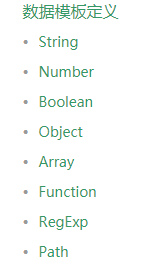 数据模板定义
String
Number
Boolean
Object
Array
Function
RegExp
Path